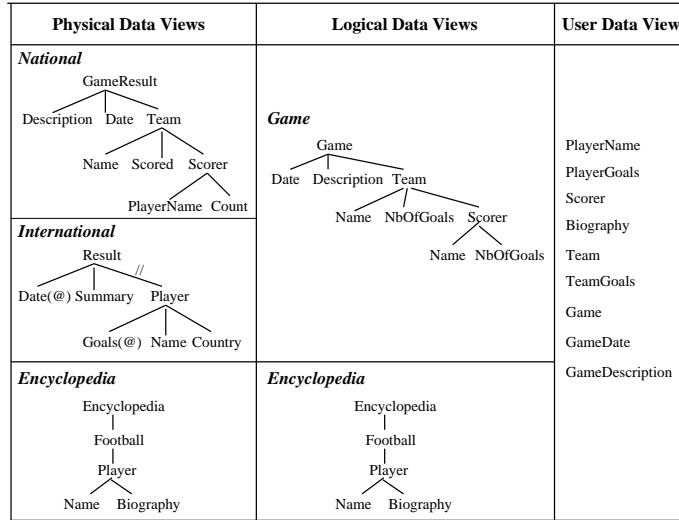 Physical Data Views
Logical Data Views
User Data View
National
GameResult
Description Date Team
Name Scored Scorer
PlayerName Count
International
Result
//
Date(@) Summary Player
Goals(@) Name Country
Encyclopedia
Encyclopedia
Football
Player
Name Biography
Game
Game
Date Description Team
Name NbOfGoals Scorer
Name NbOfGoals
Encyclopedia
Encyclopedia
Football
Player
Name Biography
PlayerName
PlayerGoals
Scorer
Biography
Team
TeamGoals
Game
GameDate
GameDescription